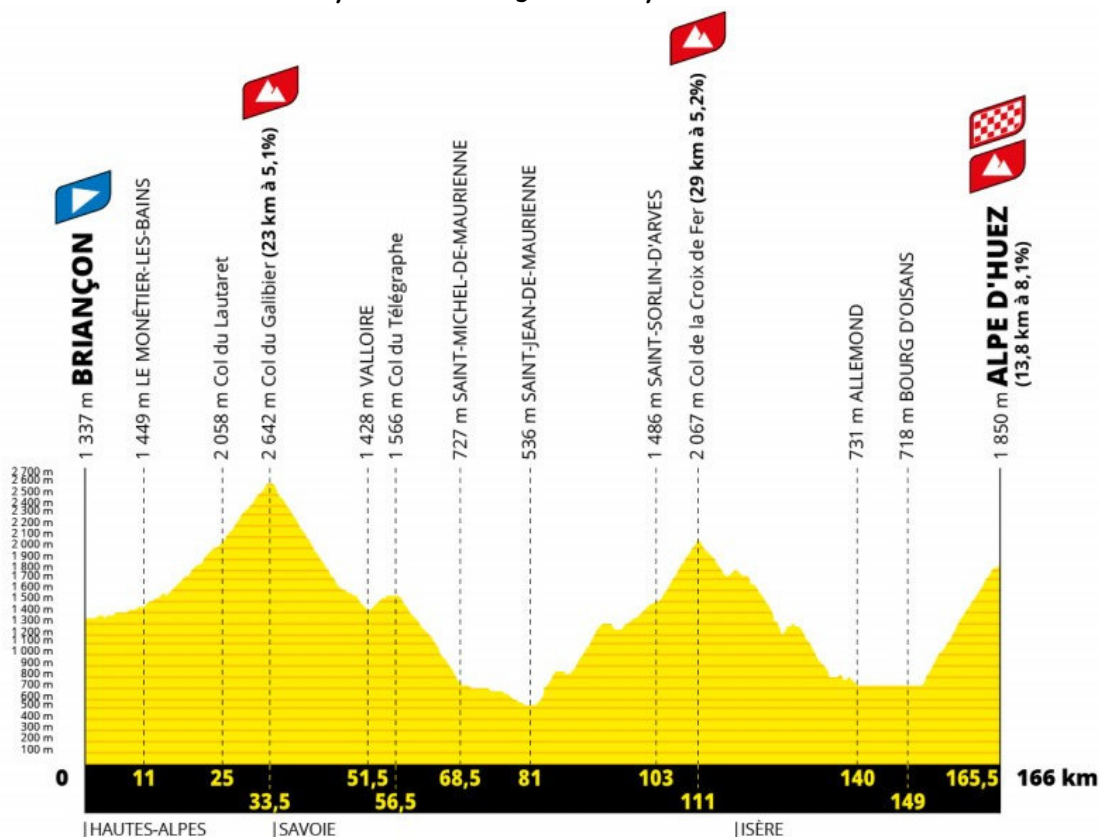 BRIANÇON
1 337 m
1 449 m LE MONÊTIER-LES-BAINS
2 058 m Col du Lautaret
2 642 m Col du Galibier (23 km à 5,1%)
1 428 m VALLOIRE
1 566 m Col du Télégraphe
727 m SAINT-MICHEL-DE-MAURIENNE
536 m SAINT-JEAN-DE-MAURIENNE
1 486 m SAINT-SORLIN-D'ARVES
2 067 m Col de la Croix de Fer (29 km à 5,2%)
731 m ALLEMOND
718 m BOURG D'OISANS
1 850 m ALPE D'HUEZ
(13,8 km à 8,1%)
2 700 m
2 600 m
2 500 m
2 400 m
2 300 m
2 200 m
2 100 m
2 000 m
1 900 m
1 800 m
1 700 m
1 600 m
1 500 m
1 400 m
1 300 m
1 200 m
1 100 m
1 000 m
900 m
800 m
700 m
600 m
500 m
400 m
300 m
200 m
100 m
0 11 25 51,5 68,5 81 103 140 165,5 166 km
33,5 56,5 111 149
|HAUTES-ALPES |SAVOIE |ISÈRE